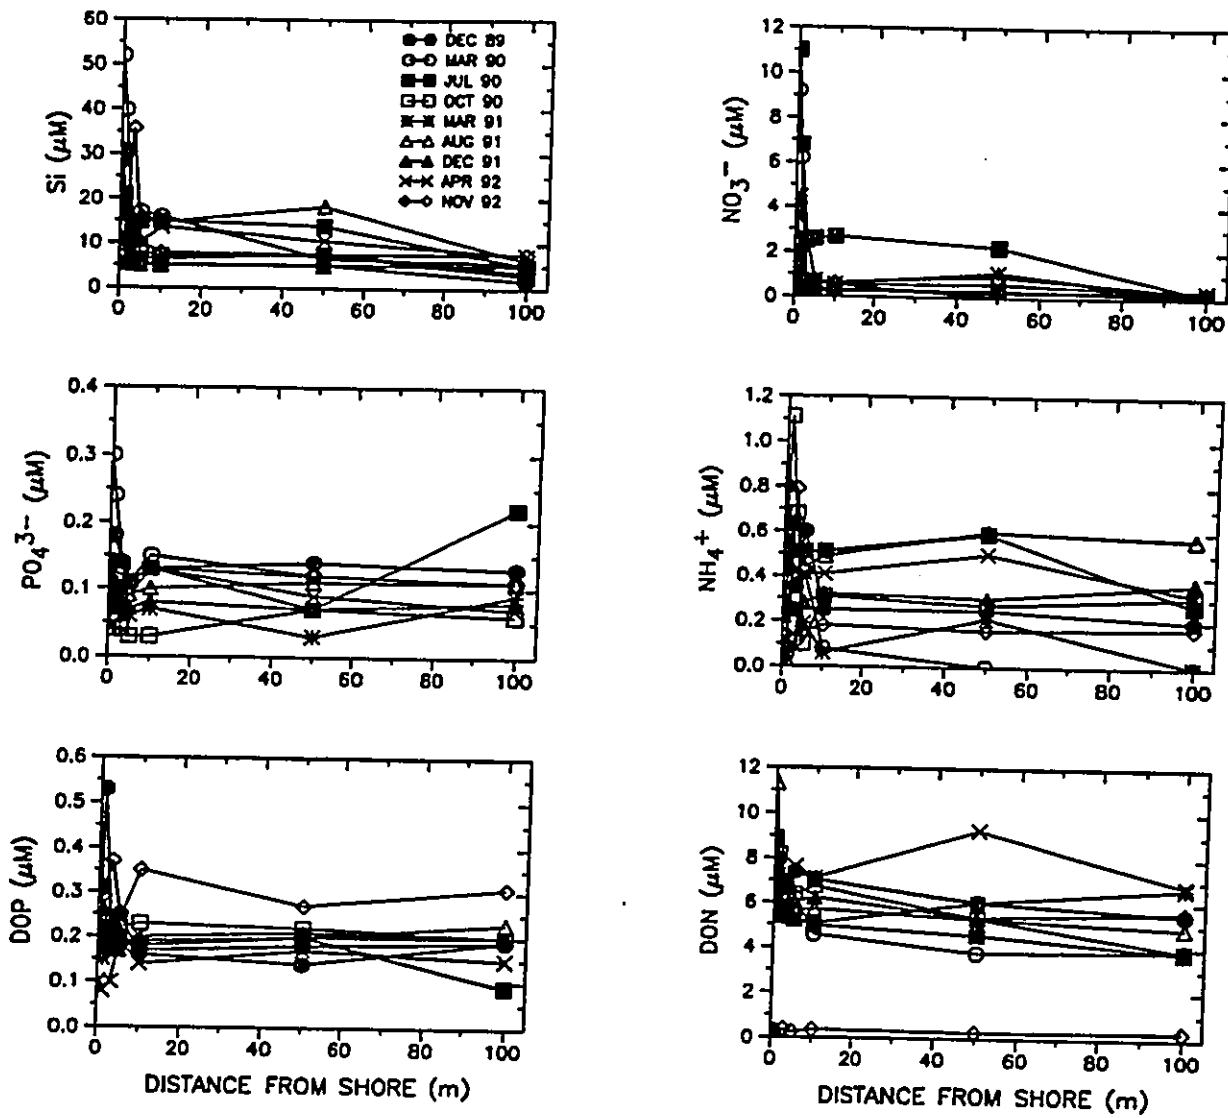 60
50
40
30
20
10
0
Si (μM)
0 20 40 60 80 100
DEC 89
MAR 90
JUL 90
OCT 90
MAR 91
AUG 91
DEC 91
APR 92
NOV 92
12
10
8
6
4
2
0
NO3− (μM)
0 20 40 60 80 100
0.4
0.3
0.2
0.1
0.0
PO4 3− (μM)
0 20 40 60 80 100
1.2
1.0
0.8
0.6
0.4
0.2
0.0
NH4+ (μM)
0 20 40 60 80 100
0.6
0.5
0.4
0.3
0.2
0.1
0.0
DOP (μM)
0 20 40 60 80 100
DISTANCE FROM SHORE (m)
12
10
8
6
4
2
0
DON (μM)
0 20 40 60 80 100
DISTANCE FROM SHORE (m)